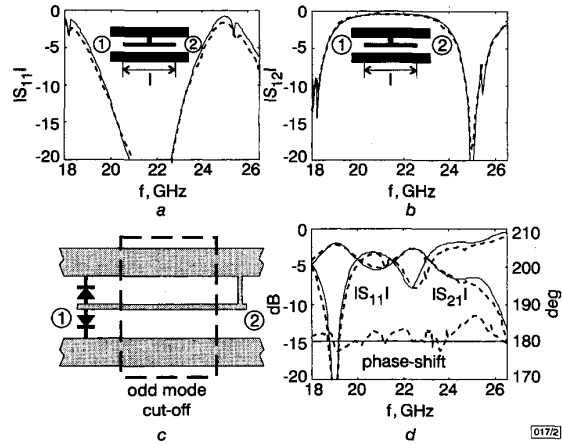 0
-5
-10
-15
-20
|S11|
① ②
l
18 20 22 24 26
f, GHz
a
0
-5
-10
-15
-20
|S12|
① ②
l
18 20 22 24 26
f, GHz
b
① ②
odd mode
cut-off
c
0
-5
-10
-15
-20
dB
|S11| |S21|
phase-shift
210
200
190
180
170
deg
18 20 22 24 26
f, GHz
d
017/2